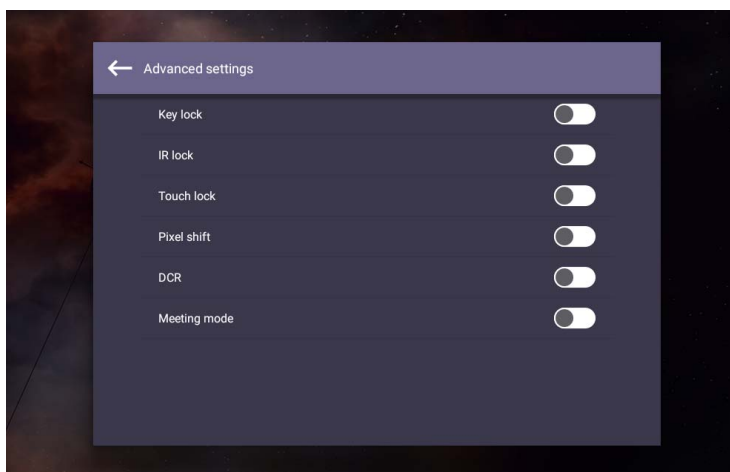 Advanced settings
Key lock
IR lock
Touch lock
Pixel shift
DCR
Meeting mode